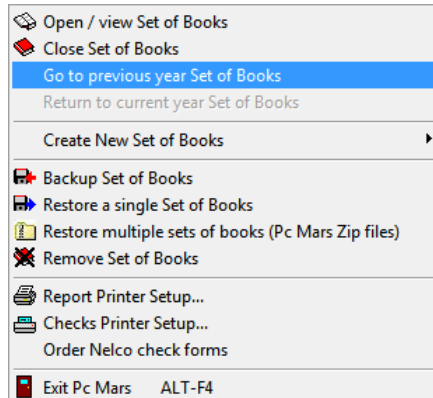 Open / view Set of Books
Close Set of Books
Go to previous year Set of Books
Return to current year Set of Books
Create New Set of Books
Backup Set of Books
Restore a single Set of Books
Restore multiple sets of books (Pc Mars Zip files)
Remove Set of Books
Report Printer Setup...
Checks Printer Setup...
Order Nelco check forms
Exit Pc Mars ALT-F4